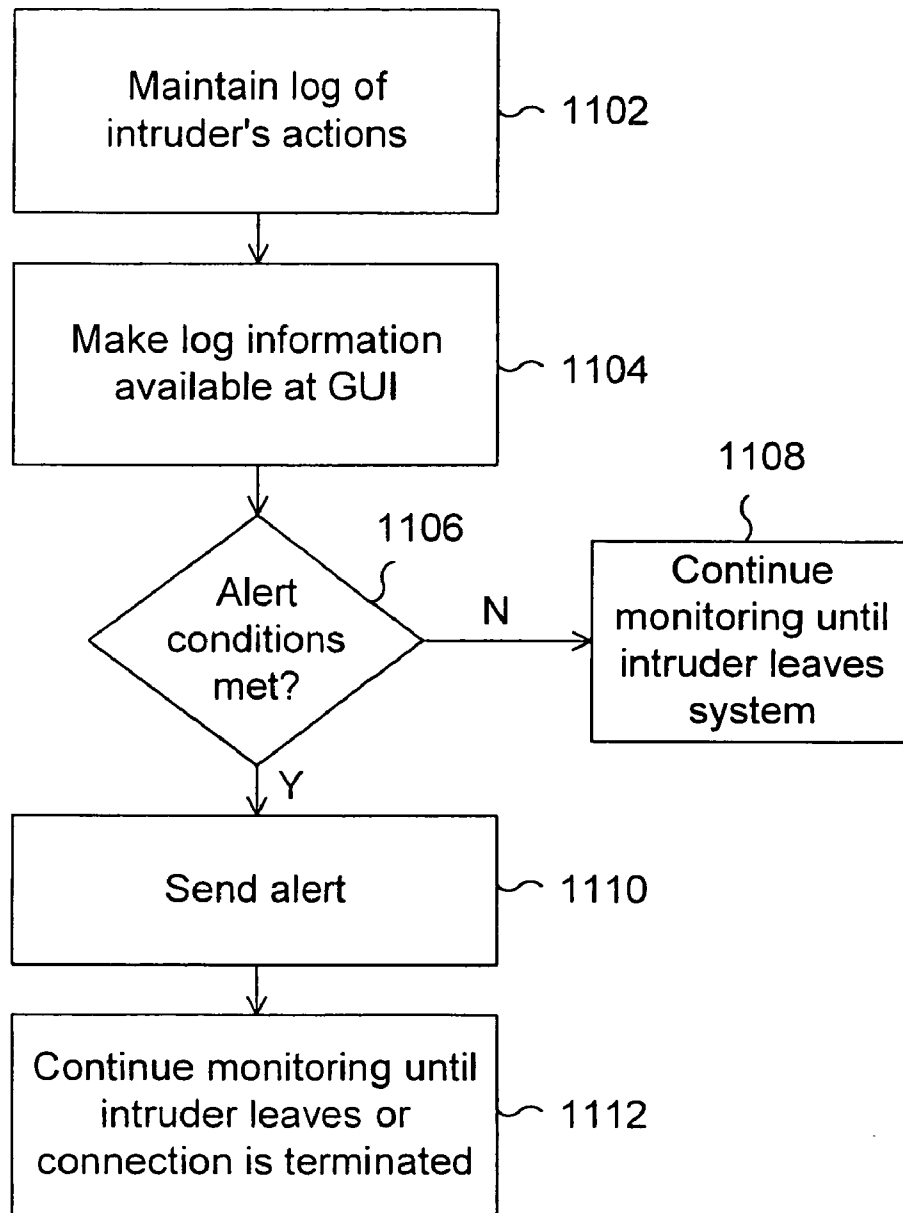 Maintain log of
intruder's actions
1102
Make log information
available at GUI
1104
Alert
conditions
met?
1106
N
1108
Continue
monitoring until
intruder leaves
system
Y
Send alert
1110
Continue monitoring until
intruder leaves or
connection is terminated
1112